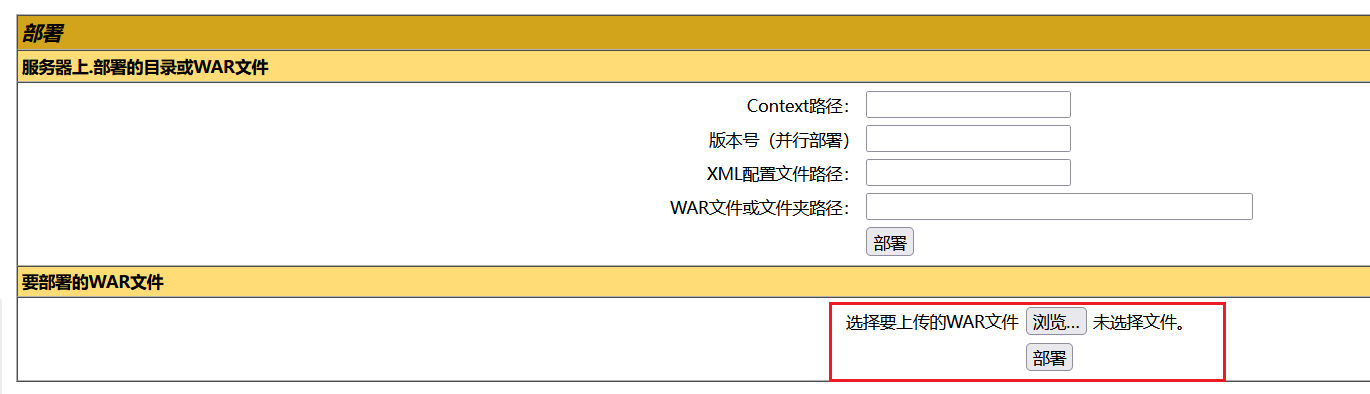 部署
服务器上.部署的目录或WAR文件
Context路径：
版本号（并行部署）
XML配置文件路径：
WAR文件或文件夹路径：
部署
要部署的WAR文件
选择要上传的WAR文件 浏览... 未选择文件。
部署